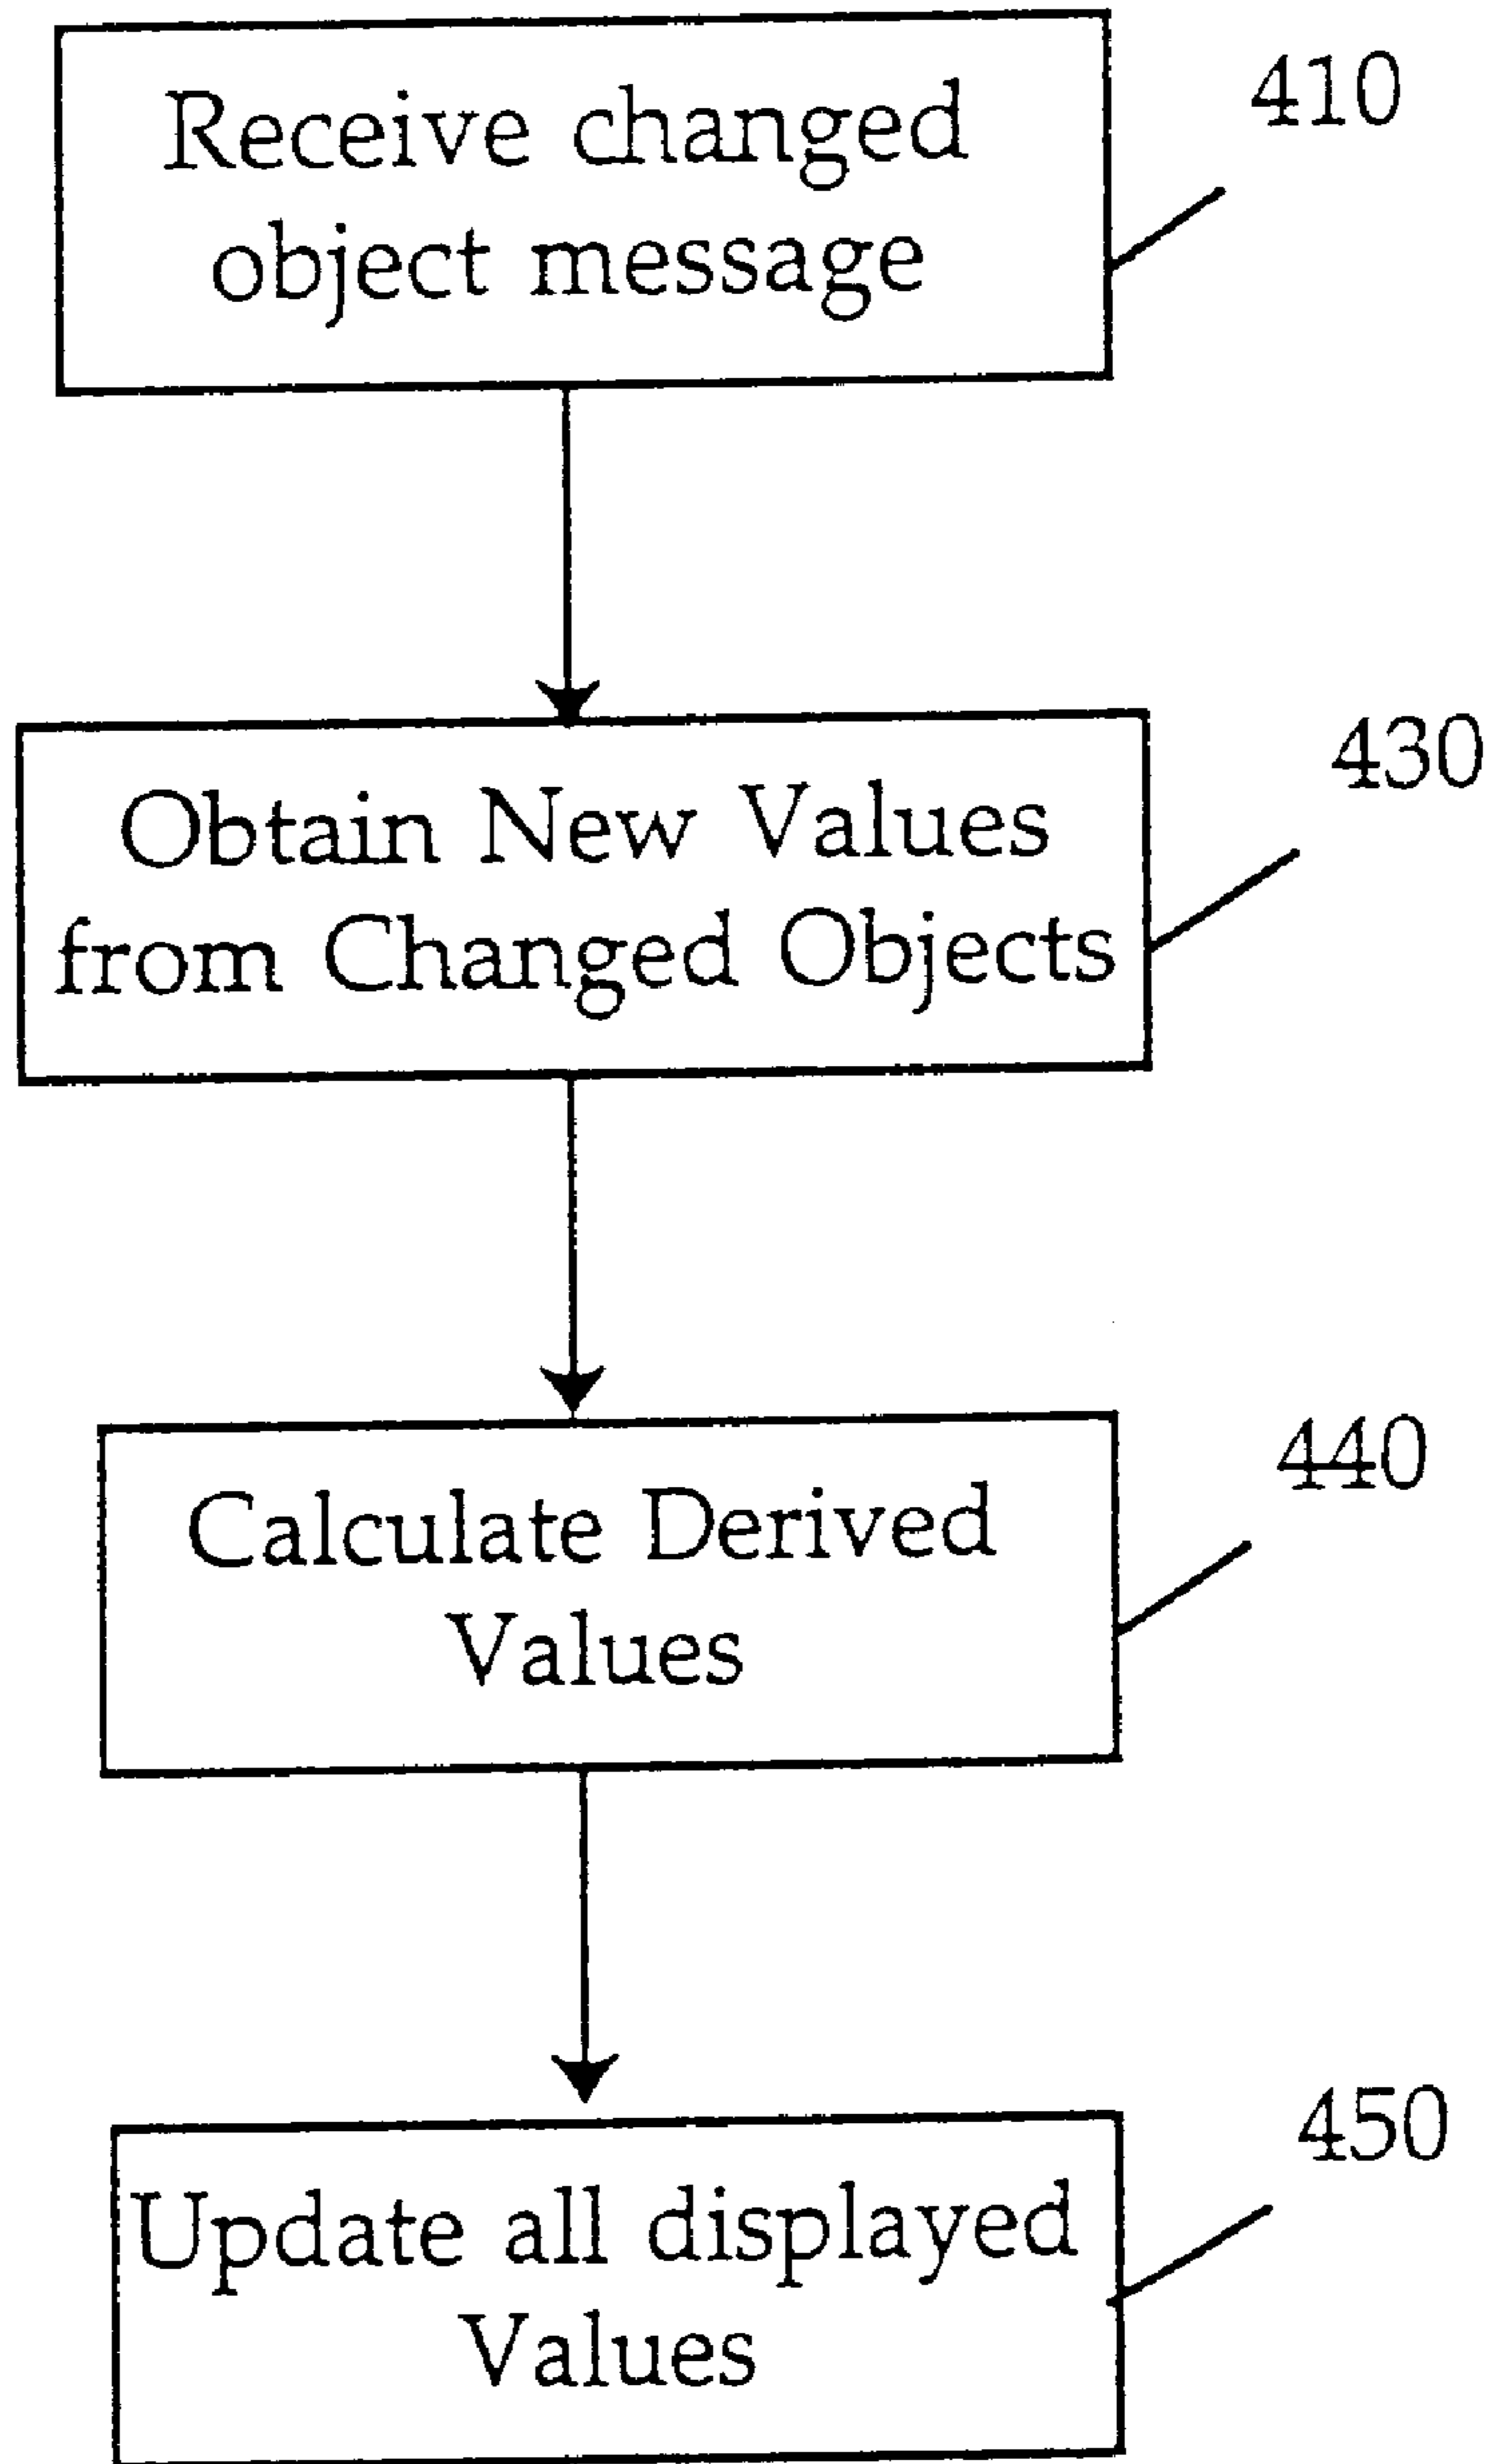 Receive changed
object message
410
Obtain New Values
from Changed Objects
430
Calculate Derived
Values
440
Update all displayed
Values
450